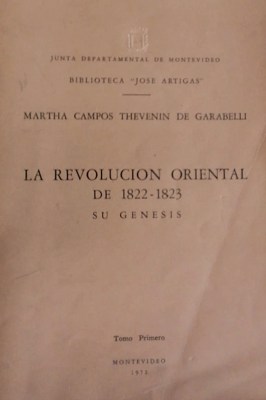 JUNTA DEPARTAMENTAL DE MONTEVIDEO
BIBLIOTECA "JOSE ARTIGAS"
MARTHA CAMPOS THEVENIN DE GARABELLI
LA REVOLUCION ORIENTAL
DE 1822-1823
SU GENESIS
Tomo Primero
MONTEVIDEO